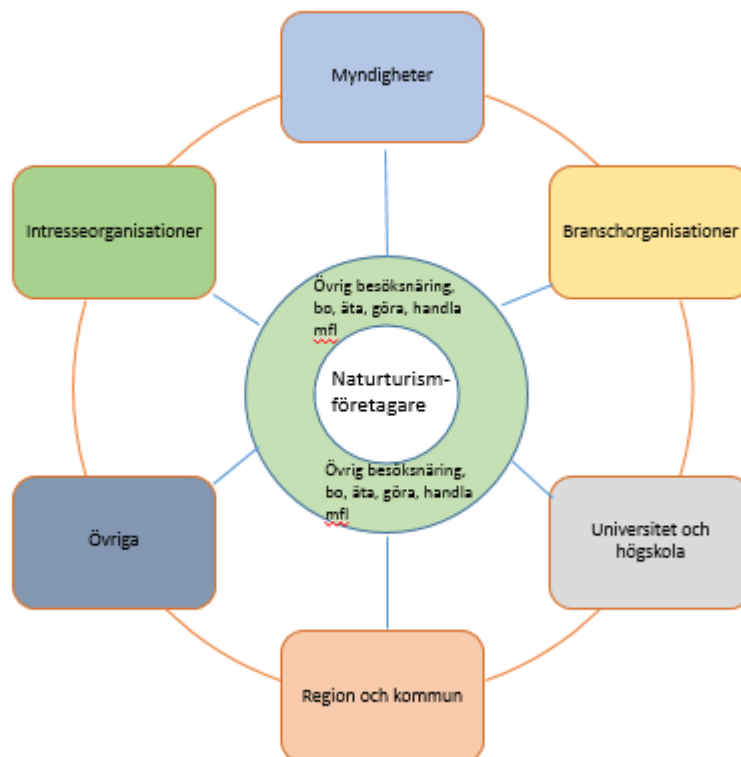 Myndigheter
Intresseorganisationer
Branschorganisationer
Övrig besöksnäring,
bo, äta, göra, handla
mfl
Naturturism-
företagare
Övrig besöksnäring,
bo, äta, göra, handla
mfl
Övriga
Universitet och
högskola
Region och kommun